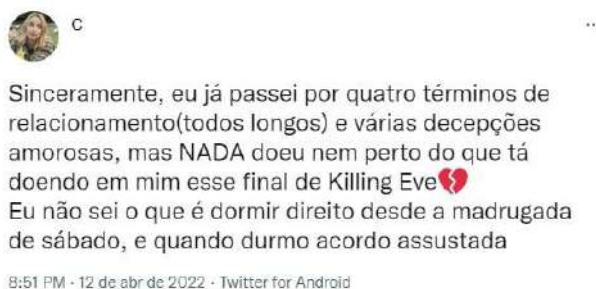 C
Sinceramente, eu já passei por quatro términos de
relacionamento(todos longos) e várias decepções
amorosas, mas NADA doeu nem perto do que tá
doendo em mim esse final de Killing Eve💔
Eu não sei o que é dormir direito desde a madrugada
de sábado, e quando durmo acordo assustada
8:51 PM · 12 de abr de 2022 · Twitter for Android